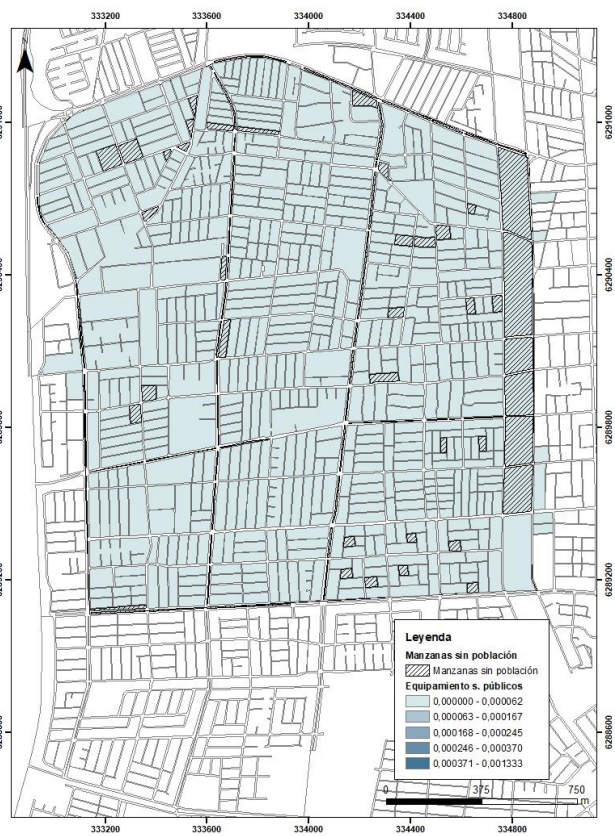 333200 333600 334000 334400 334800
6291000
6290400 6290400
6289800
6289200
6288600
Leyenda
Manzanas sin población
Manzanas sin población
Equipamiento s. públicos
0,000000 - 0,000062
0,000063 - 0,000167
0,000168 - 0,000245
0,000246 - 0,000370
0,000371 - 0,001333
0 375 750
m
333200 333600 334000 334400 334800